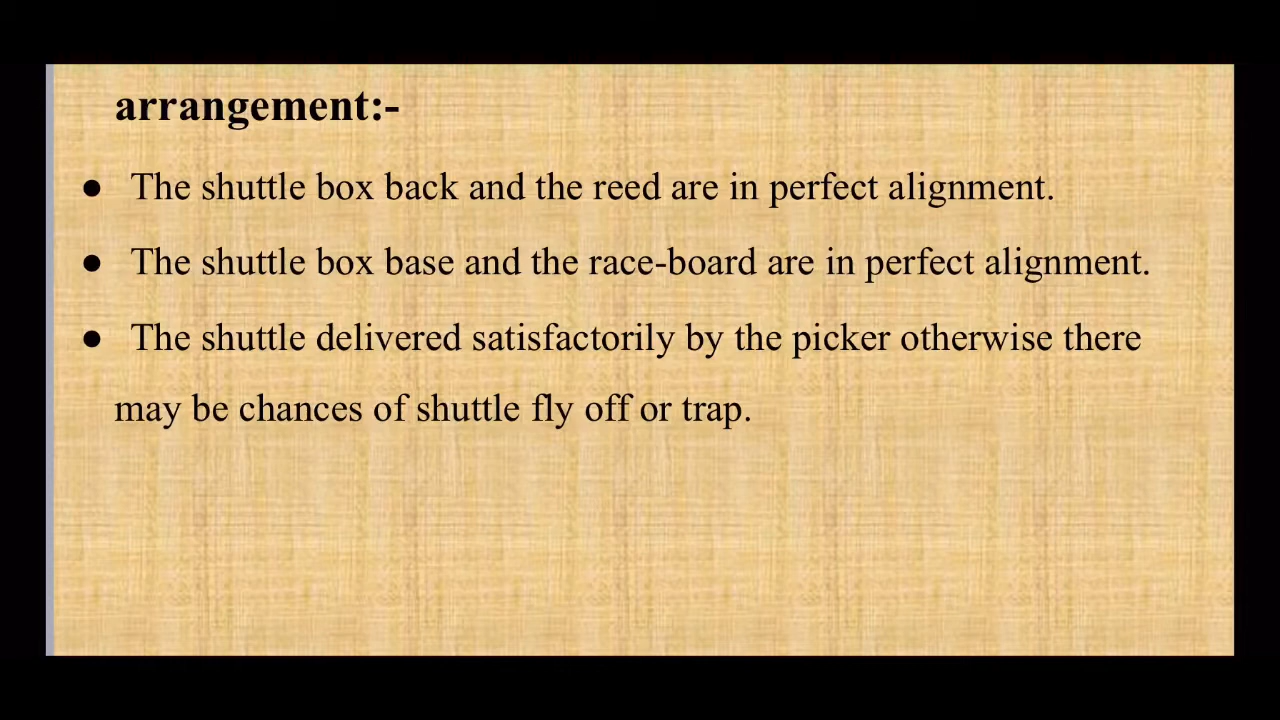 arrangement:-
● The shuttle box back and the reed are in perfect alignment.
● The shuttle box base and the race-board are in perfect alignment.
● The shuttle delivered satisfactorily by the picker otherwise there
may be chances of shuttle fly off or trap.